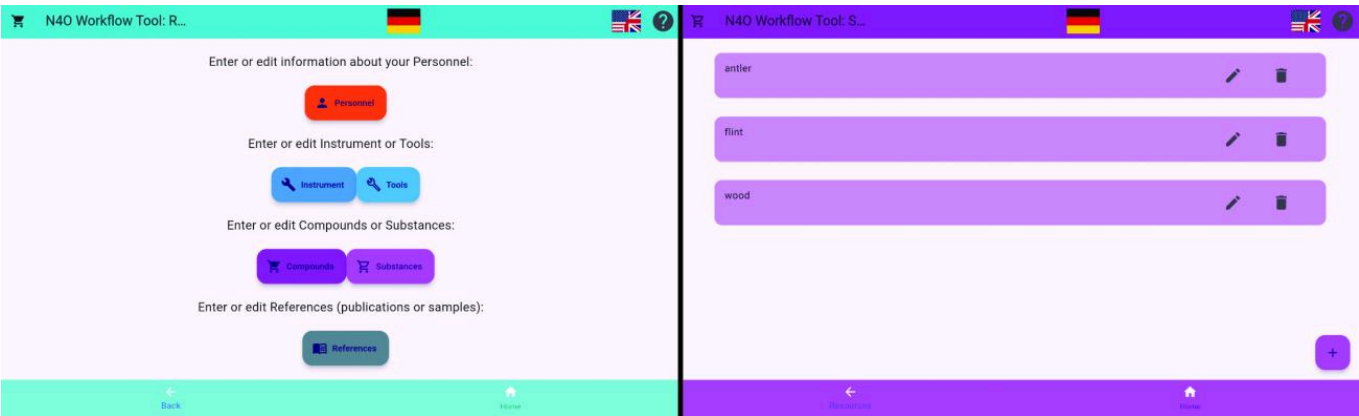 N4O Workflow Tool: R...
Enter or edit information about your Personnel:
Personnel
Enter or edit Instrument or Tools:
Instrument Tools
Enter or edit Compounds or Substances:
Compounds Substances
Enter or edit References (publications or samples):
References
Back Home
N4O Workflow Tool: S...
antler
flint
wood
+
Resources Home